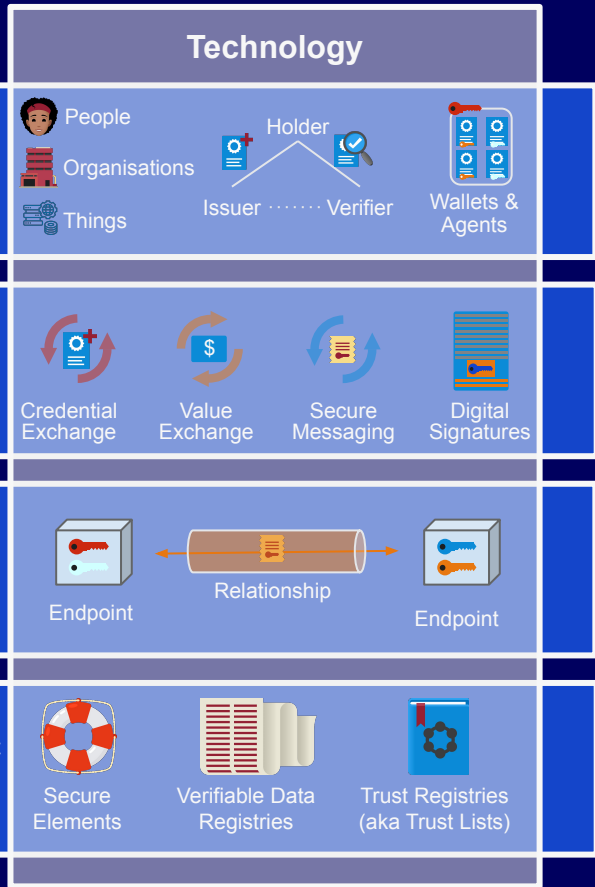 Technology
People
Organisations
Things
Holder
Issuer ······· Verifier
Wallets &
Agents
Credential
Exchange
$
Value
Exchange
Secure
Messaging
Digital
Signatures
Endpoint
Relationship
Endpoint
Secure
Elements
Verifiable Data
Registries
Trust Registries
(aka Trust Lists)